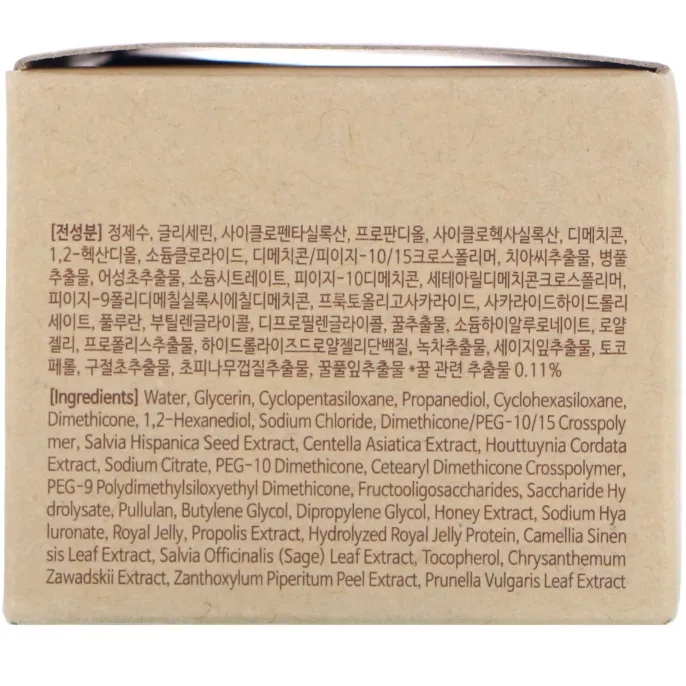 [전성분] 정제수, 글리세린, 사이클로펜타실록산, 프로판디올, 사이클로헥사실록산, 디메치콘,
1,2-헥산디올, 소듐클로라이드, 디메치콘/피이지-10/15크로스폴리머, 치아씨추출물, 병풀
추출물, 어성초추출물, 소듐시트레이트, 피이지-10디메치콘, 세테아릴디메치콘크로스폴리머,
피이지-9폴리디메칠실록시에칠디메치콘, 프룩토올리고사카라이드, 사카라이드하이드롤리
세이트, 풀루란, 부틸렌글라이콜, 디프로필렌글라이콜, 꿀추출물, 소듐하이알루로네이트, 로얄
젤리, 프로폴리스추출물, 하이드롤라이즈드로얄젤리단백질, 녹차추출물, 세이지잎추출물, 토코
페롤, 구절초추출물, 초피나무껍질추출물, 꿀풀잎추출물 *꿀 관련 추출물 0.11%
[Ingredients] Water, Glycerin, Cyclopentasiloxane, Propanediol, Cyclohexasiloxane,
Dimethicone, 1,2-Hexanediol, Sodium Chloride, Dimethicone/PEG-10/15 Crosspoly
mer, Salvia Hispanica Seed Extract, Centella Asiatica Extract, Houttuynia Cordata
Extract, Sodium Citrate, PEG-10 Dimethicone, Cetearyl Dimethicone Crosspolymer,
PEG-9 Polydimethylsiloxyethyl Dimethicone, Fructooligosaccharides, Saccharide Hy
drolysate, Pullulan, Butylene Glycol, Dipropylene Glycol, Honey Extract, Sodium Hya
luronate, Royal Jelly, Propolis Extract, Hydrolyzed Royal Jelly Protein, Camellia Sinen
sis Leaf Extract, Salvia Officinalis (Sage) Leaf Extract, Tocopherol, Chrysanthemum
Zawadskii Extract, Zanthoxylum Piperitum Peel Extract, Prunella Vulgaris Leaf Extract